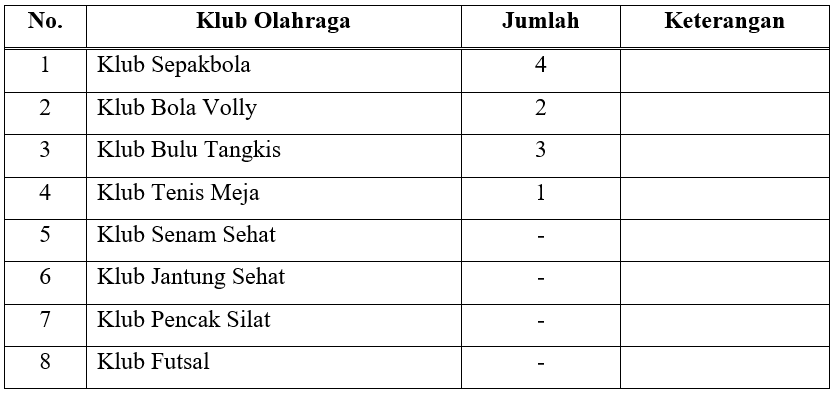 No. Klub Olahraga Jumlah Keterangan
1 Klub Sepakbola 4
2 Klub Bola Volly 2
3 Klub Bulu Tangkis 3
4 Klub Tenis Meja 1
5 Klub Senam Sehat -
6 Klub Jantung Sehat -
7 Klub Pencak Silat -
8 Klub Futsal -